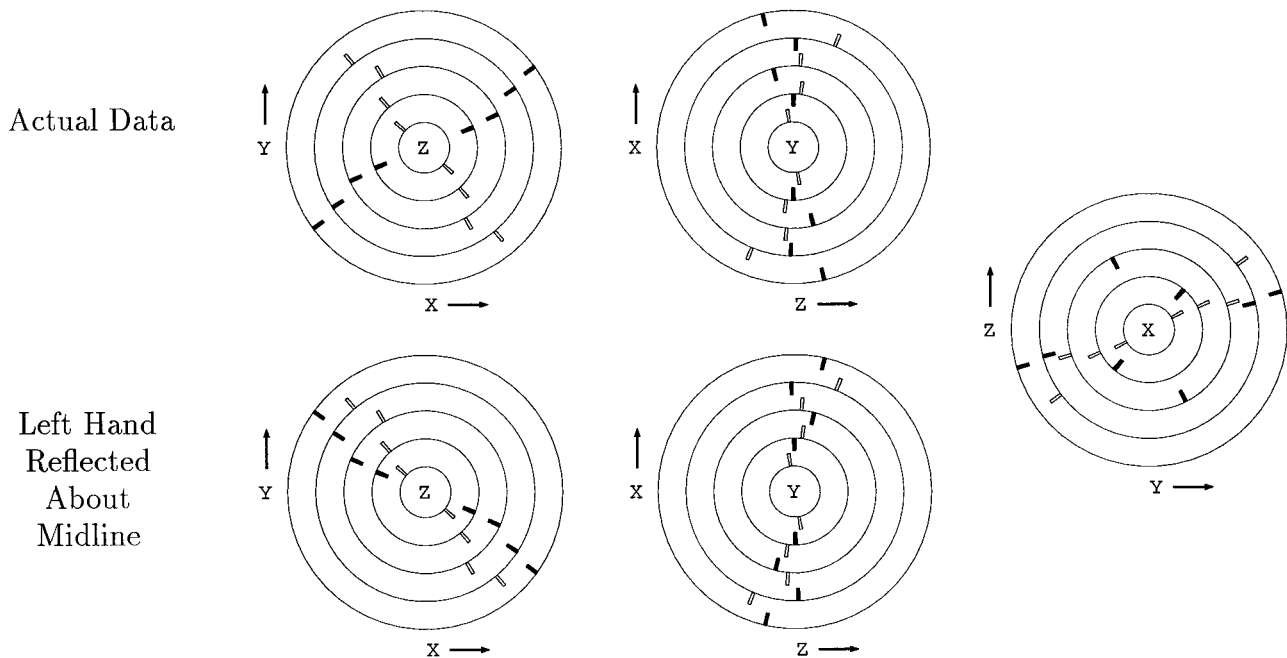 Actual Data
Y
Z
X
X
Y
Z
Z
X
Y
Left Hand
Reflected
About
Midline
Y
Z
X
X
Y
Z